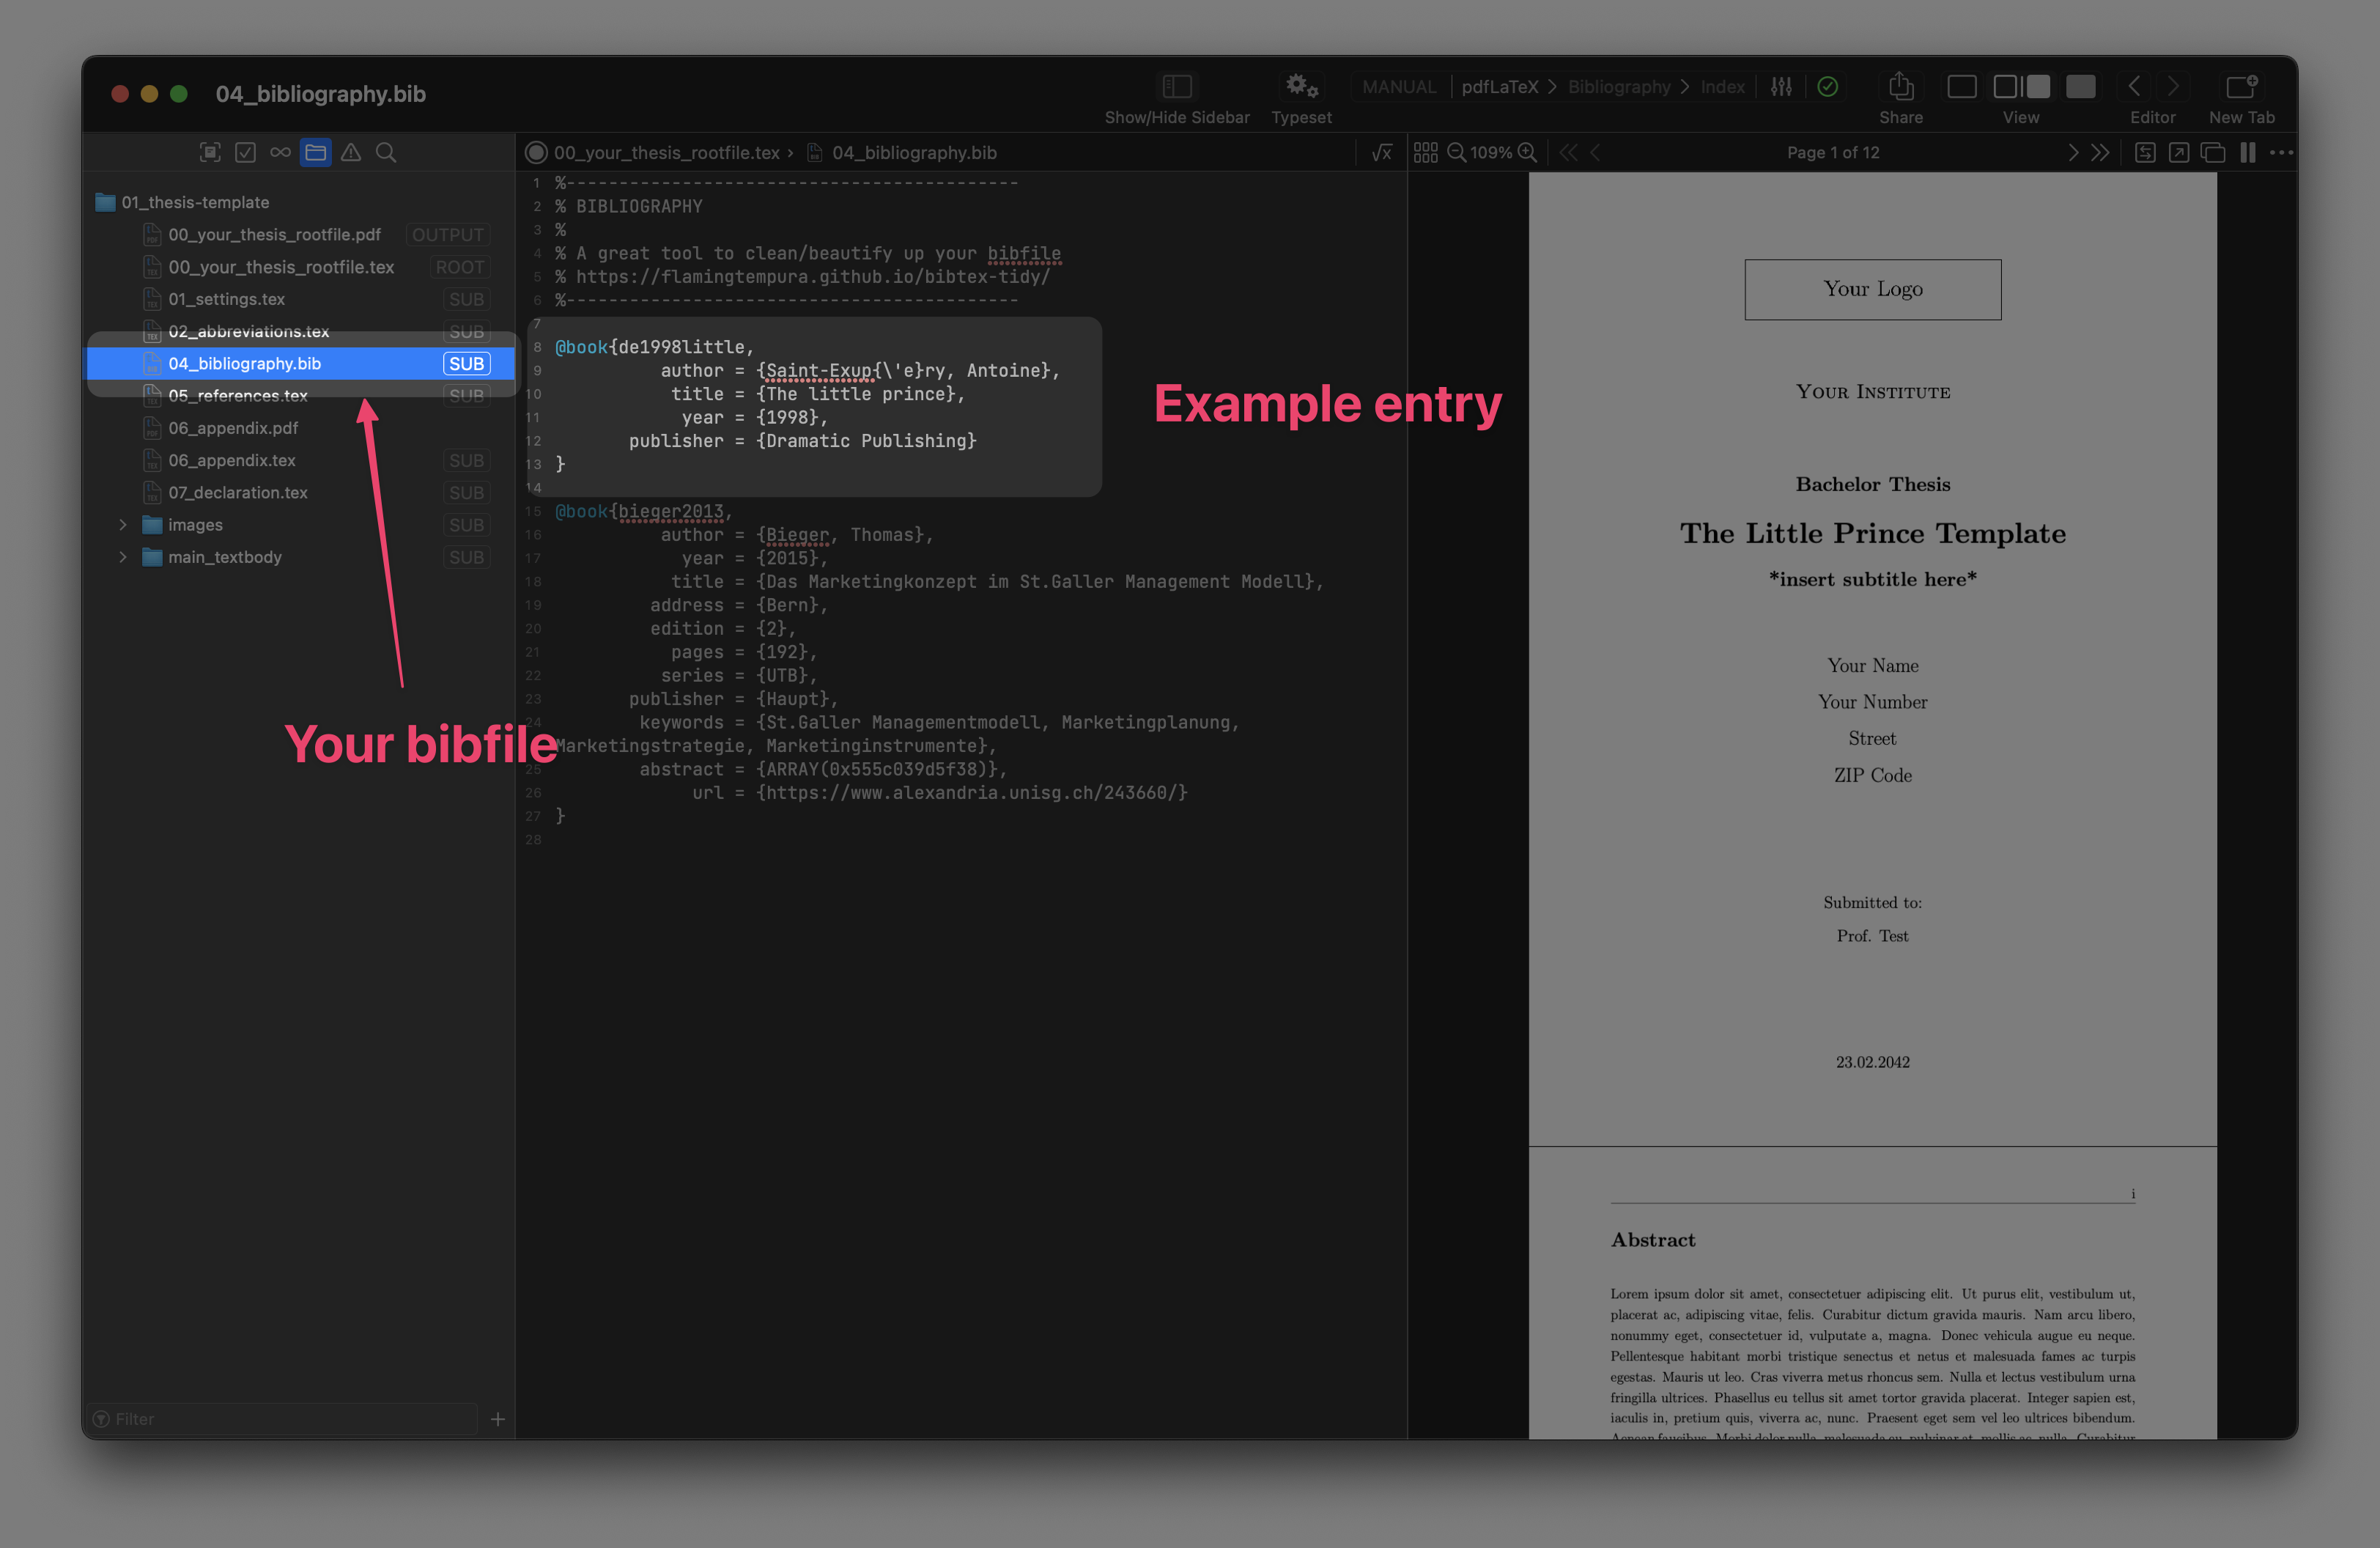 04_bibliography.bib
Show/Hide Sidebar
Typeset
MANUAL
pdfLaTeX > Bibliography > Index
Share
View
Editor
New Tab
01_thesis-template
00_your_thesis_rootfile.pdf OUTPUT
00_your_thesis_rootfile.tex ROOT
01_settings.tex SUB
02_abbreviations.tex SUB
04_bibliography.bib SUB
05_references.tex SUB
06_appendix.pdf
06_appendix.tex SUB
07_declaration.tex SUB
images SUB
main_textbody SUB
Your bibfile
Filter
00_your_thesis_rootfile.tex › 04_bibliography.bib
1 %-------------------------------------------
2 % BIBLIOGRAPHY
3 %
4 % A great tool to clean/beautify up your bibfile
5 % https://flamingtempura.github.io/bibtex-tidy/
6 %-------------------------------------------
7
8 @book{de1998little,
9 author = {Saint-Exup{\'e}ry, Antoine},
10 title = {The little prince},
11 year = {1998},
12 publisher = {Dramatic Publishing}
13 }
14
15 @book{bieger2013,
16 author = {Bieger, Thomas},
17 year = {2015},
18 title = {Das Marketingkonzept im St.Galler Management Modell},
19 address = {Bern},
20 edition = {2},
21 pages = {192},
22 series = {UTB},
23 publisher = {Haupt},
24 keywords = {St.Galler Managementmodell, Marketingplanung,
Marketingstrategie, Marketinginstrumente},
25 abstract = {ARRAY(0x555c039d5f38)},
26 url = {https://www.alexandria.unisg.ch/243660/}
27 }
28
Example entry
109%
Page 1 of 12
Your Logo
Your Institute
Bachelor Thesis
The Little Prince Template
*insert subtitle here*
Your Name
Your Number
Street
ZIP Code
Submitted to:
Prof. Test
23.02.2042
i
Abstract
Lorem ipsum dolor sit amet, consectetuer adipiscing elit. Ut purus elit, vestibulum ut,
placerat ac, adipiscing vitae, felis. Curabitur dictum gravida mauris. Nam arcu libero,
nonummy eget, consectetuer id, vulputate a, magna. Donec vehicula augue eu neque.
Pellentesque habitant morbi tristique senectus et netus et malesuada fames ac turpis
egestas. Mauris ut leo. Cras viverra metus rhoncus sem. Nulla et lectus vestibulum urna
fringilla ultrices. Phasellus eu tellus sit amet tortor gravida placerat. Integer sapien est,
iaculis in, pretium quis, viverra ac, nunc. Praesent eget sem vel leo ultrices bibendum.
Aenean faucibus. Morbi dolor nulla, malesuada eu, pulvinar at, mollis ac, nulla. Curabitur